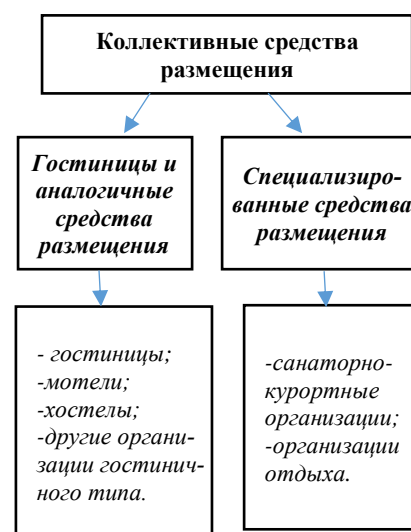 Коллективные средства
размещения
Гостиницы и
аналогичные
средства
размещения
Специализиро-
ванные средства
размещения
- гостиницы;
-мотели;
-хостелы;
-другие органи-
зации гостинич-
ного типа.
-санаторно-
курортные
организации;
-организации
отдыха.